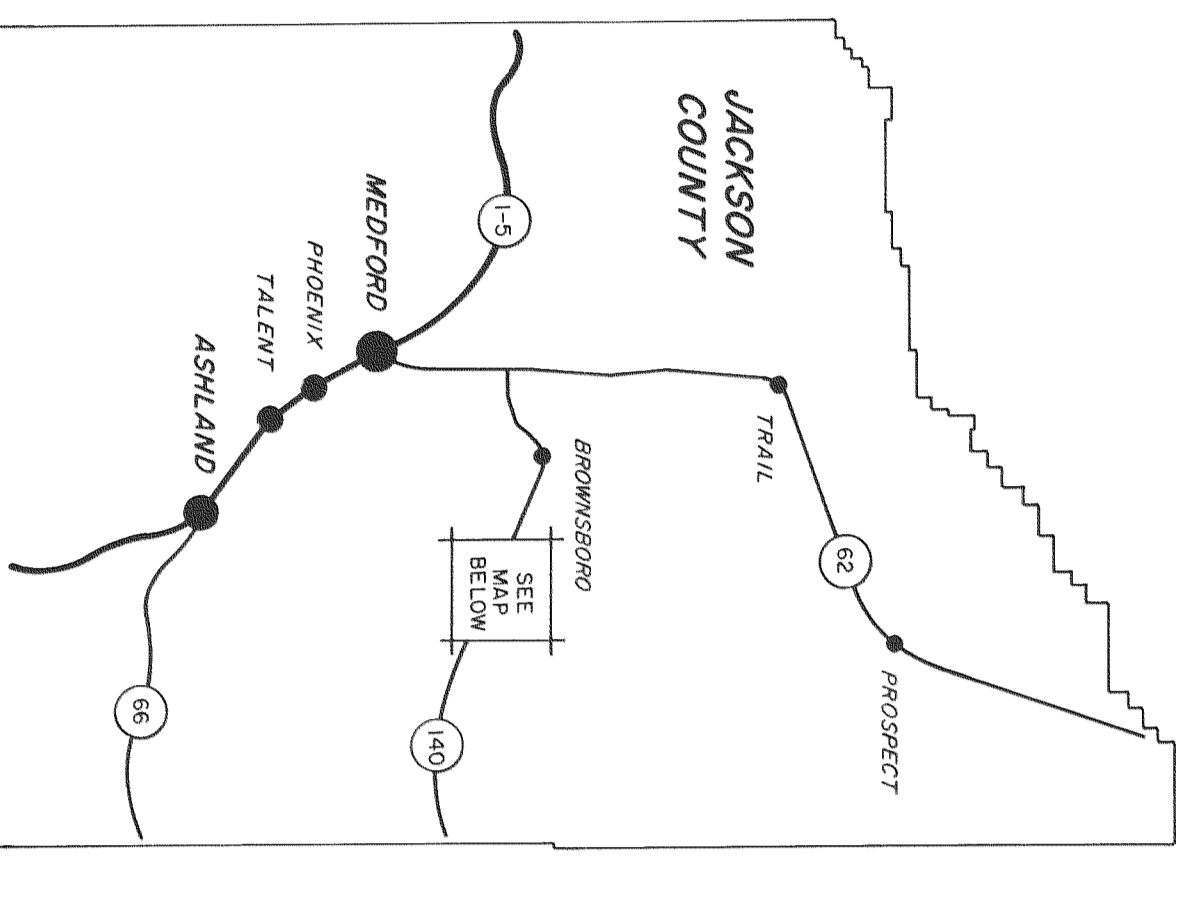 JACKSON
COUNTY
PROSPECT
62
TRAIL
BROWNSBORO
I-5
SEE
MAP
BELOW
140
MEDFORD
PHOENIX
TALENT
ASHLAND
66